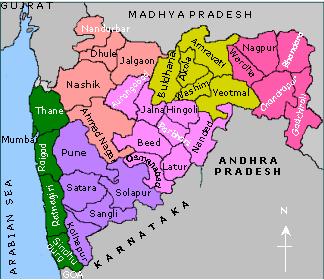 GUJRAT
MADHYA PRADESH
Nandurbar
Dhule
Jalgaon
Nashik
Buldhana
Akola
Amravati
Washim
Yeotmal
Wardha
Nagpur
Bhandara
Chandrapur
Gadchiroli
Aurangabad
Jalna
Hingoli
Parbhani
Nanded
Beed
Latur
Osmanabad
Thane
Mumbai
Raigad
Ratnagiri
Sindhu
durg
Ahmed Nagar
Pune
Satara
Solapur
Sangli
Kolhapur
ANDHRA
PRADESH
KARNATAKA
ARABIAN SEA
GOA
N